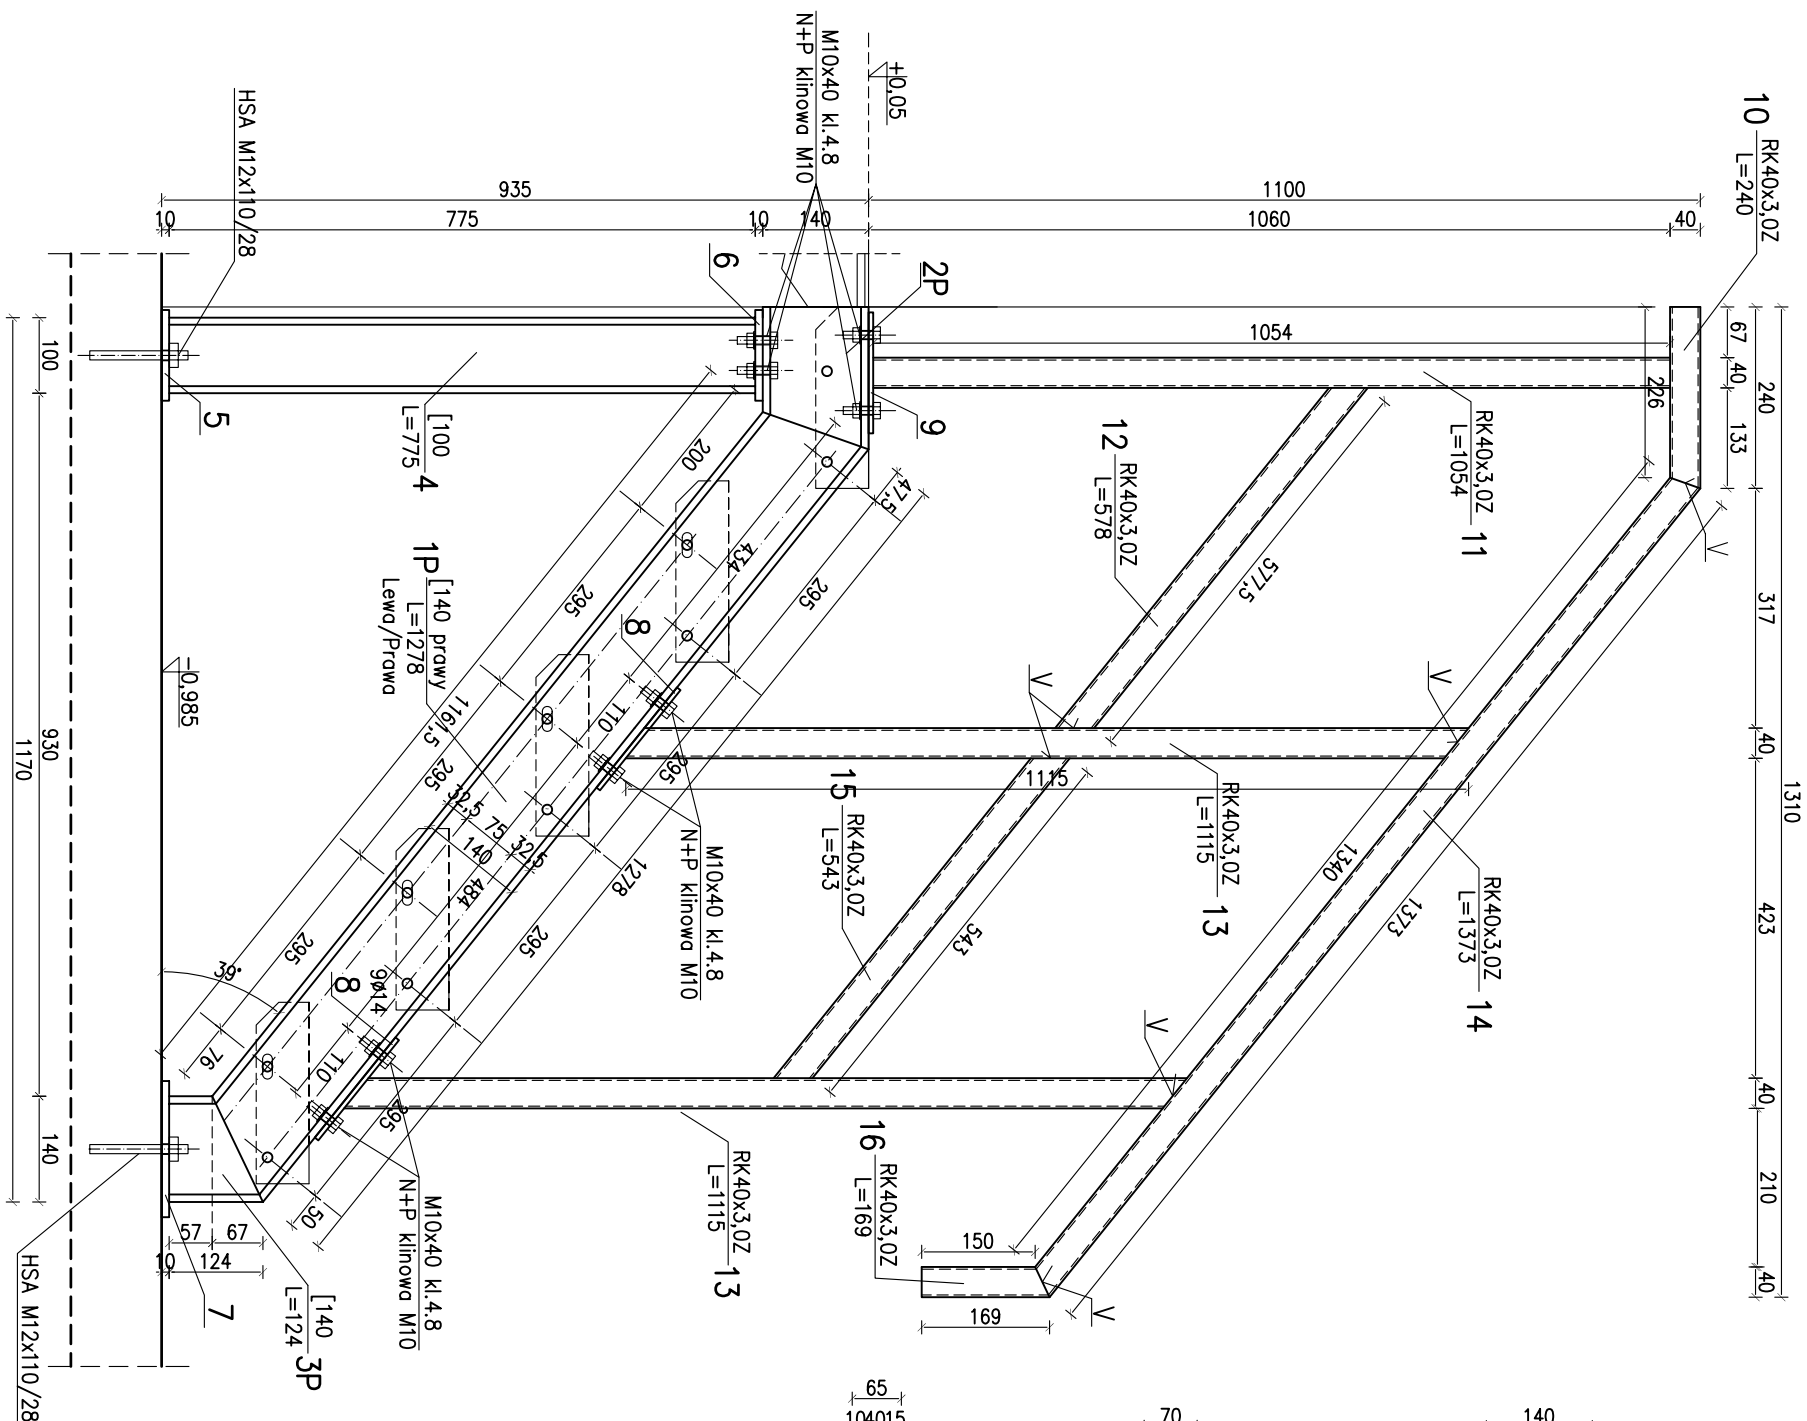 10
RK40x3,0Z
L=240
1310
67
40
133
240
317
40
423
40
210
40
1100
1060
40
935
10
775
10
140
+0,05
M10x40 kl.4.8
N+P klinowa M10
HSA M12x110/28
2P
6
9
1054
226
RK40x3,0Z
L=1054
11
12
RK40x3,0Z
L=578
577,5
5
[100
L=775
4
1P
[140 prawy
L=1278
Lewa/Prawa
200
47,5
434
295
295
8
110
1161,5
295
295
32,5
75
32,5
140
484
1278
295
295
39°
8
9ø14
110
76
295
50
-0,985
V
V
V
V
V
1115
RK40x3,0Z
L=1115
13
15
RK40x3,0Z
L=543
543
1340
1373
RK40x3,0Z
L=1373
14
M10x40 kl.4.8
N+P klinowa M10
M10x40 kl.4.8
N+P klinowa M10
RK40x3,0Z
L=1115
13
16
RK40x3,0Z
L=169
150
169
100
930
140
1170
57
67
10
124
7
[140
L=124
3P
HSA M12x110/28
65
104015
70
140